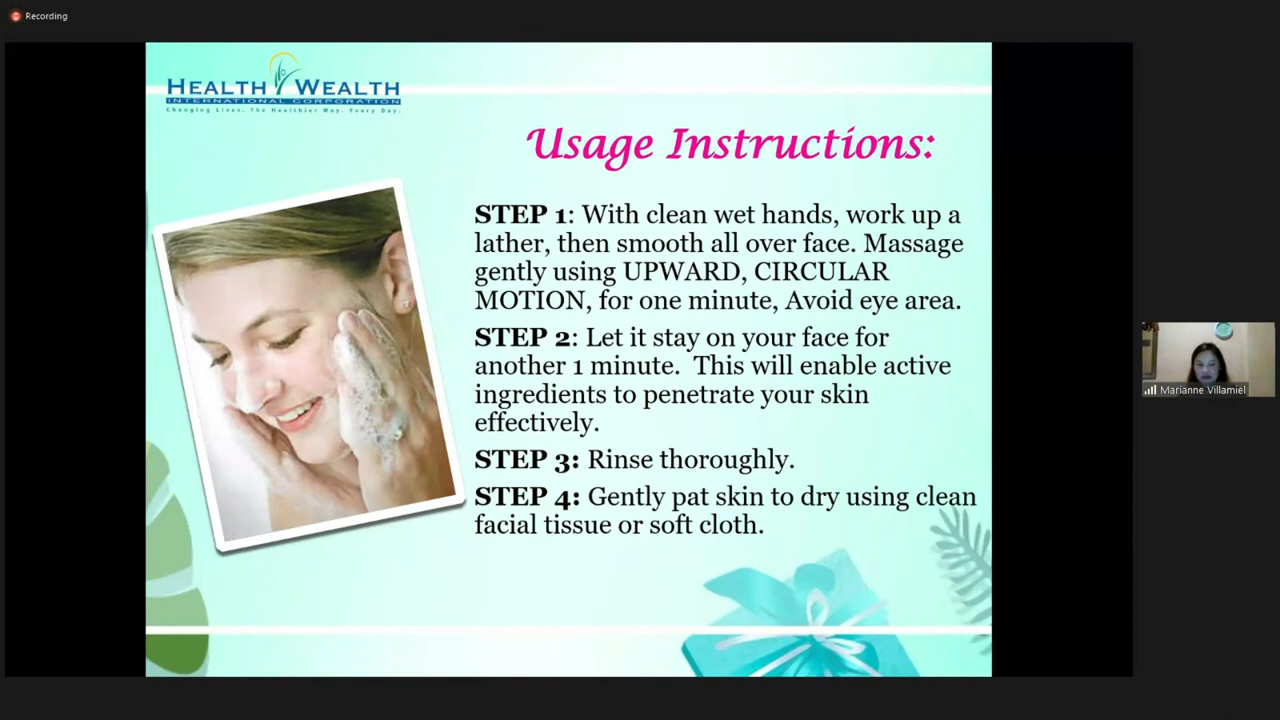 Recording
HEALTH WEALTH
INTERNATIONAL CORPORATION
Changing Lives. The Healthier Way. Every Day.
Usage Instructions:
STEP 1: With clean wet hands, work up a
lather, then smooth all over face. Massage
gently using UPWARD, CIRCULAR
MOTION, for one minute, Avoid eye area.
STEP 2: Let it stay on your face for
another 1 minute.  This will enable active
ingredients to penetrate your skin
effectively.
STEP 3: Rinse thoroughly.
STEP 4: Gently pat skin to dry using clean
facial tissue or soft cloth.
Marianne Villamiel